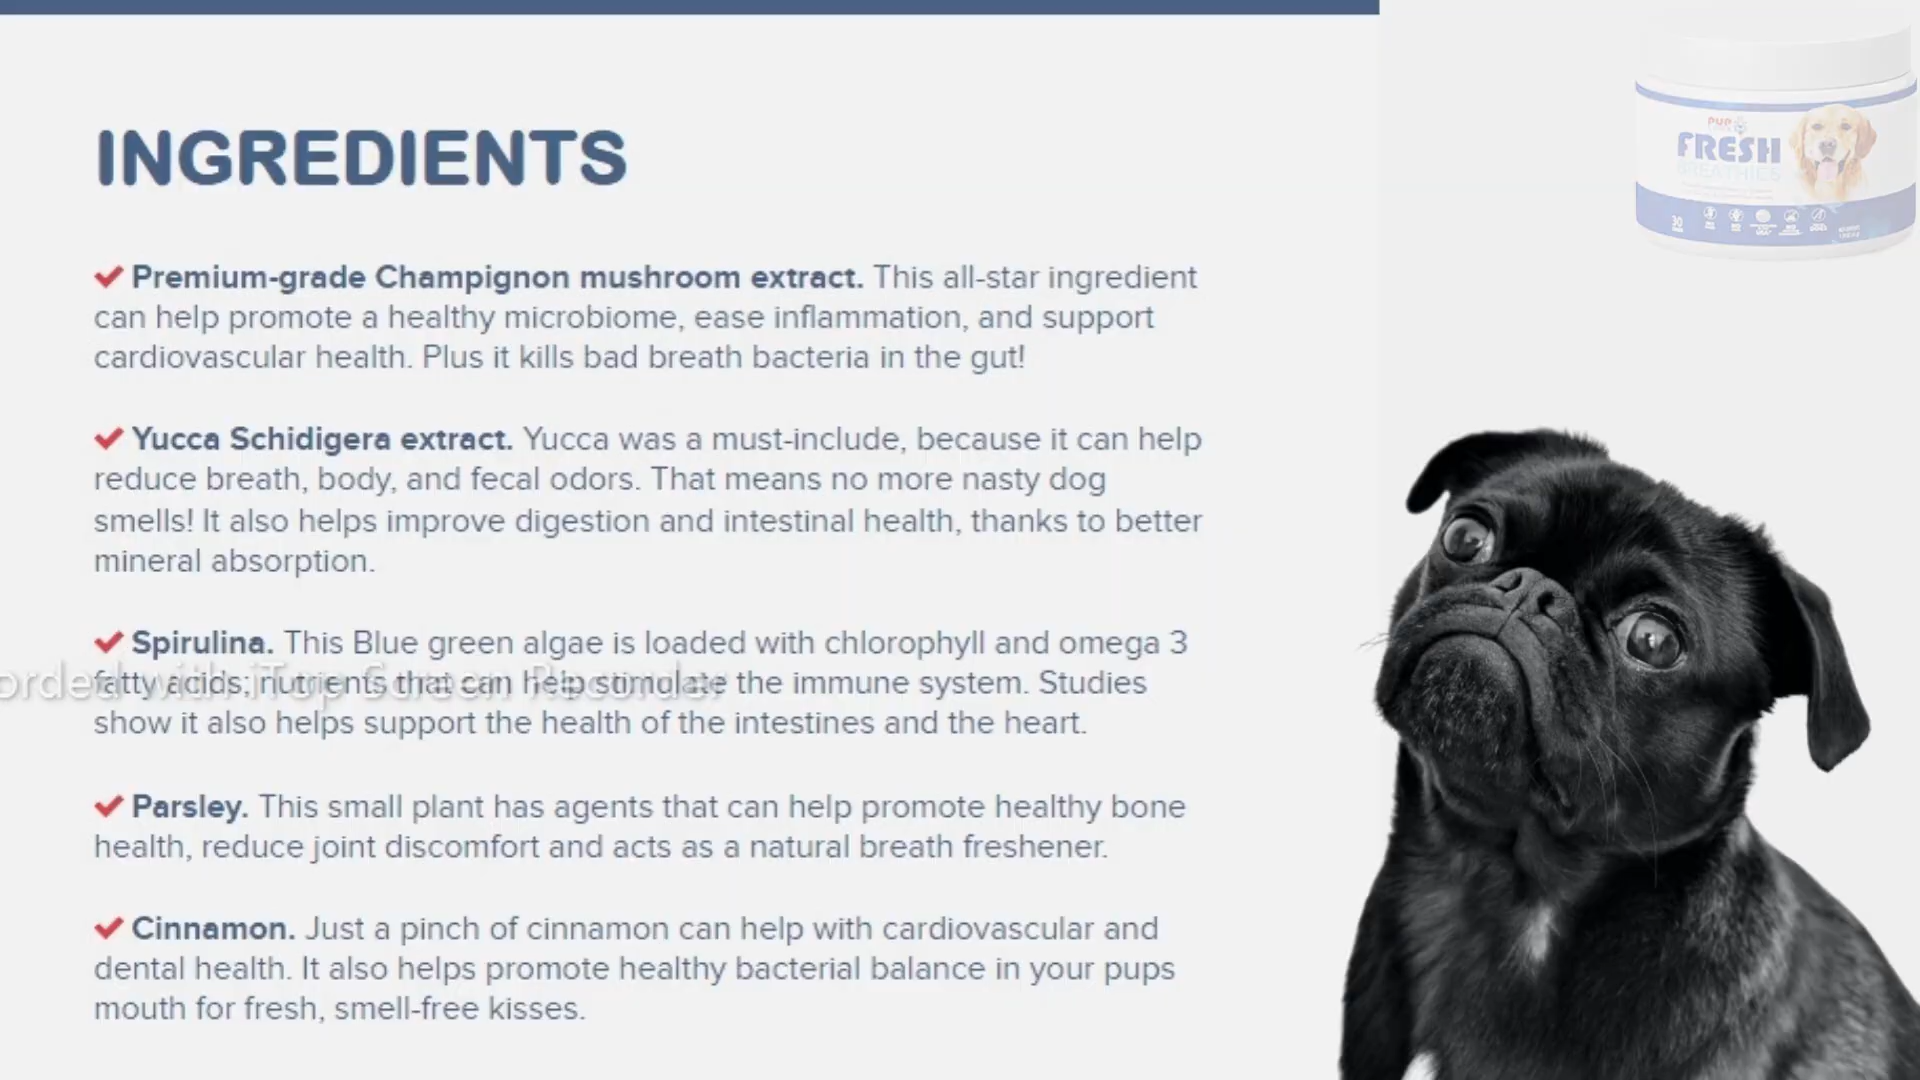 INGREDIENTS
PUP
FRESH
BREATHIES
30
Premium-grade Champignon mushroom extract. This all-star ingredient
can help promote a healthy microbiome, ease inflammation, and support
cardiovascular health. Plus it kills bad breath bacteria in the gut!
Yucca Schidigera extract. Yucca was a must-include, because it can help
reduce breath, body, and fecal odors. That means no more nasty dog
smells! It also helps improve digestion and intestinal health, thanks to better
mineral absorption.
Spirulina. This Blue green algae is loaded with chlorophyll and omega 3
fatty acids; nutrients that can help stimulate the immune system. Studies
orded with iTop Screen Recorder
show it also helps support the health of the intestines and the heart.
Parsley. This small plant has agents that can help promote healthy bone
health, reduce joint discomfort and acts as a natural breath freshener.
Cinnamon. Just a pinch of cinnamon can help with cardiovascular and
dental health. It also helps promote healthy bacterial balance in your pups
mouth for fresh, smell-free kisses.